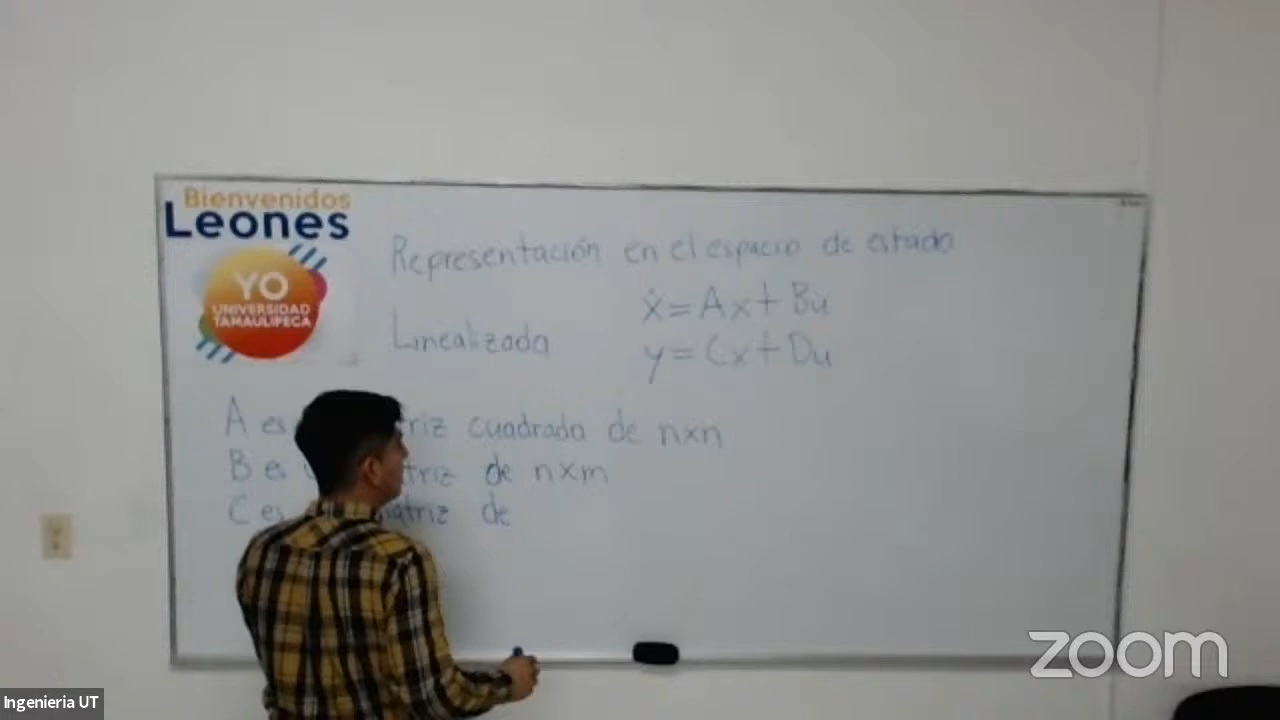 Bienvenidos
Leones
YO
UNIVERSIDAD
TAMAULIPECA
Representación en el espacio de estado
Linealizada
ẋ=Ax+Bu
y=Cx+Du
A es triz cuadrada de nxn
B es triz de nxm
C es atriz de
zoom
Ingenieria UT